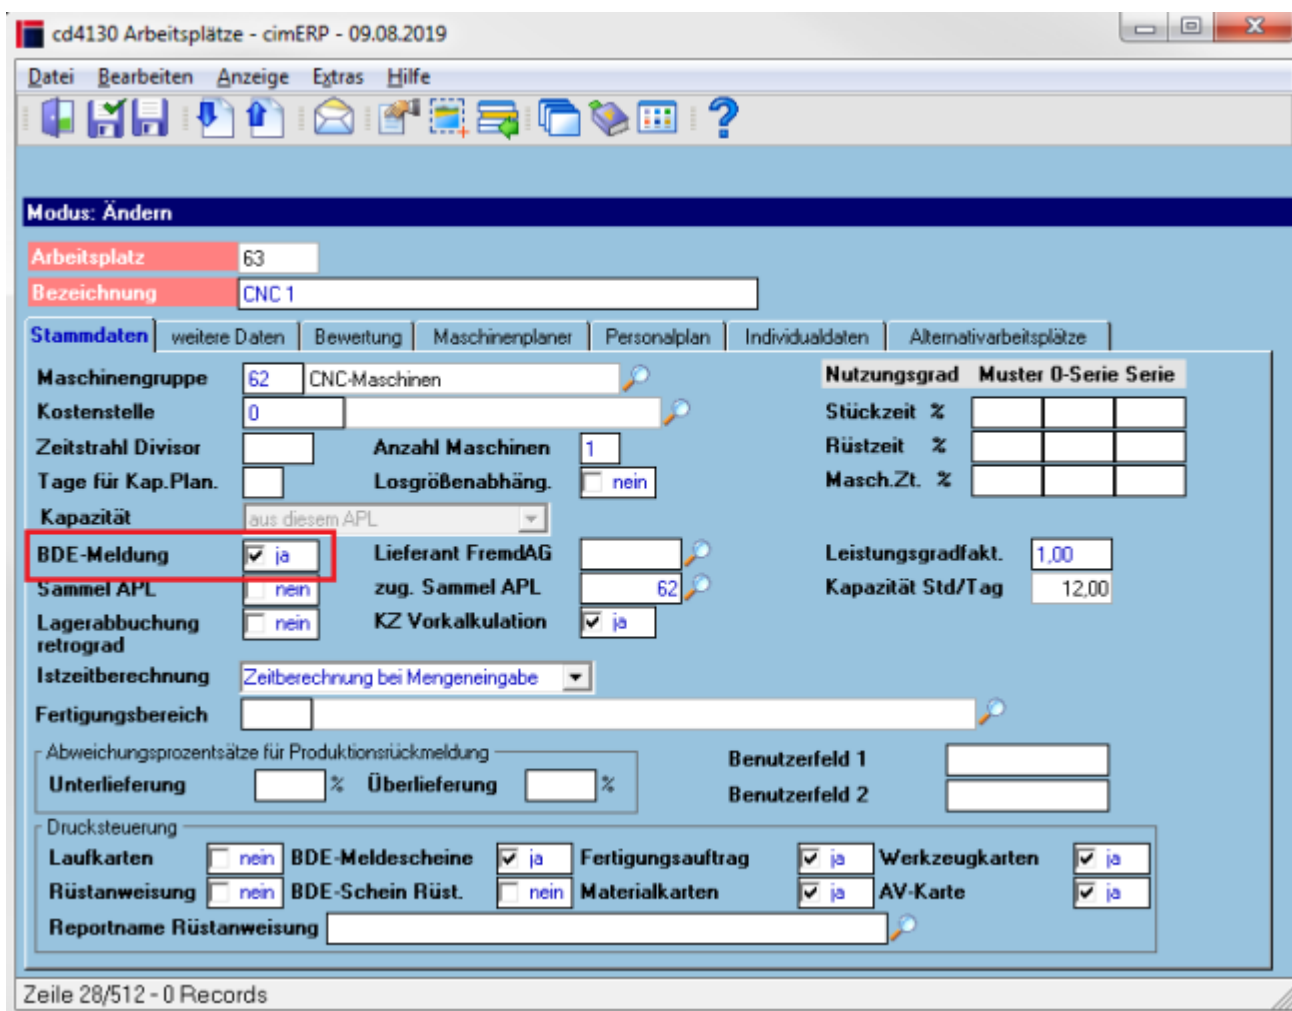 cd4130 Arbeitsplätze - cimERP - 09.08.2019
Datei Bearbeiten Anzeige Extras Hilfe
Modus: Ändern
Arbeitsplatz 63
Bezeichnung CNC 1
Stammdaten weitere Daten Bewertung Maschinenplaner Personalplan Individualdaten Alternativarbeitsplätze
Maschinengruppe 62 CNC-Maschinen Nutzungsgrad Muster 0-Serie Serie
Kostenstelle 0 Stückzeit %
Zeitstrahl Divisor Anzahl Maschinen 1 Rüstzeit %
Tage für Kap.Plan. Losgrößenabhäng. nein Masch.Zt. %
Kapazität aus diesem APL
BDE-Meldung ja Lieferant FremdAG Leistungsgradfakt. 1,00
Sammel APL nein zug. Sammel APL 62 Kapazität Std/Tag 12,00
Lagerabbuchung nein KZ Vorkalkulation ja
retrograd
Istzeitberechnung Zeitberechnung bei Mengeneingabe
Fertigungsbereich
Abweichungsprozentsätze für Produktionsrückmeldung
Benutzerfeld 1
Unterlieferung % Überlieferung %
Benutzerfeld 2
Drucksteuerung
Laufkarten nein BDE-Meldescheine ja Fertigungsauftrag ja Werkzeugkarten ja
Rüstanweisung nein BDE-Schein Rüst. nein Materialkarten ja AV-Karte ja
Reportname Rüstanweisung
Zeile 28/512 - 0 Records